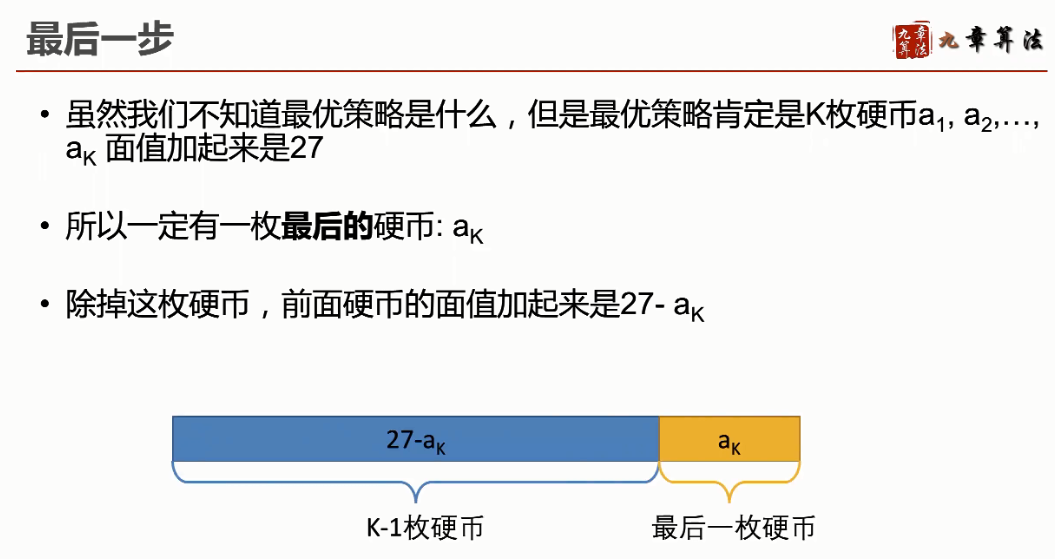 最后一步
九章算法
九章算法
• 虽然我们不知道最优策略是什么，但是最优策略肯定是K枚硬币a₁, a₂,…,
aK 面值加起来是27
• 所以一定有一枚最后的硬币: aK
• 除掉这枚硬币，前面硬币的面值加起来是27- aK
27-aK
aK
K-1枚硬币
最后一枚硬币